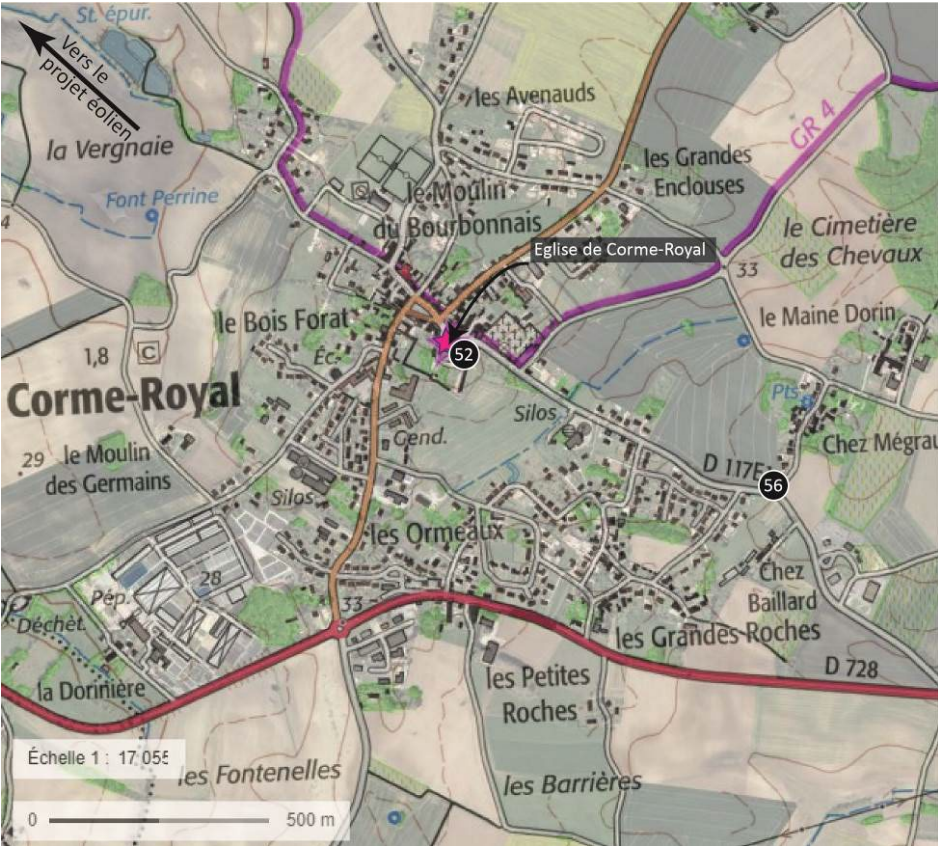 St. épur.
Vers le
projet éolien
la Vergnaie
Font Perrine
4
les Avenauds
le Moulin
du Bourbonnais
les Grandes
Enclouses
GR 4
le Cimetière
des Chevaux
Eglise de Corme-Royal
33
le Bois Forat
le Maine Dorin
Éc.
52
1,8
C
Corme-Royal
Silos
Pts
Gend.
Chez Mégrau
29
le Moulin
des Germains
D 117E
56
Silos
les Ormeaux
28
Pép.
Chez
Baillard
33
Déchèt.
les Grandes Roches
la Dorinière
les Petites
Roches
D 728
Échelle 1 : 17 055
les Fontenelles
les Barrières
0 500 m